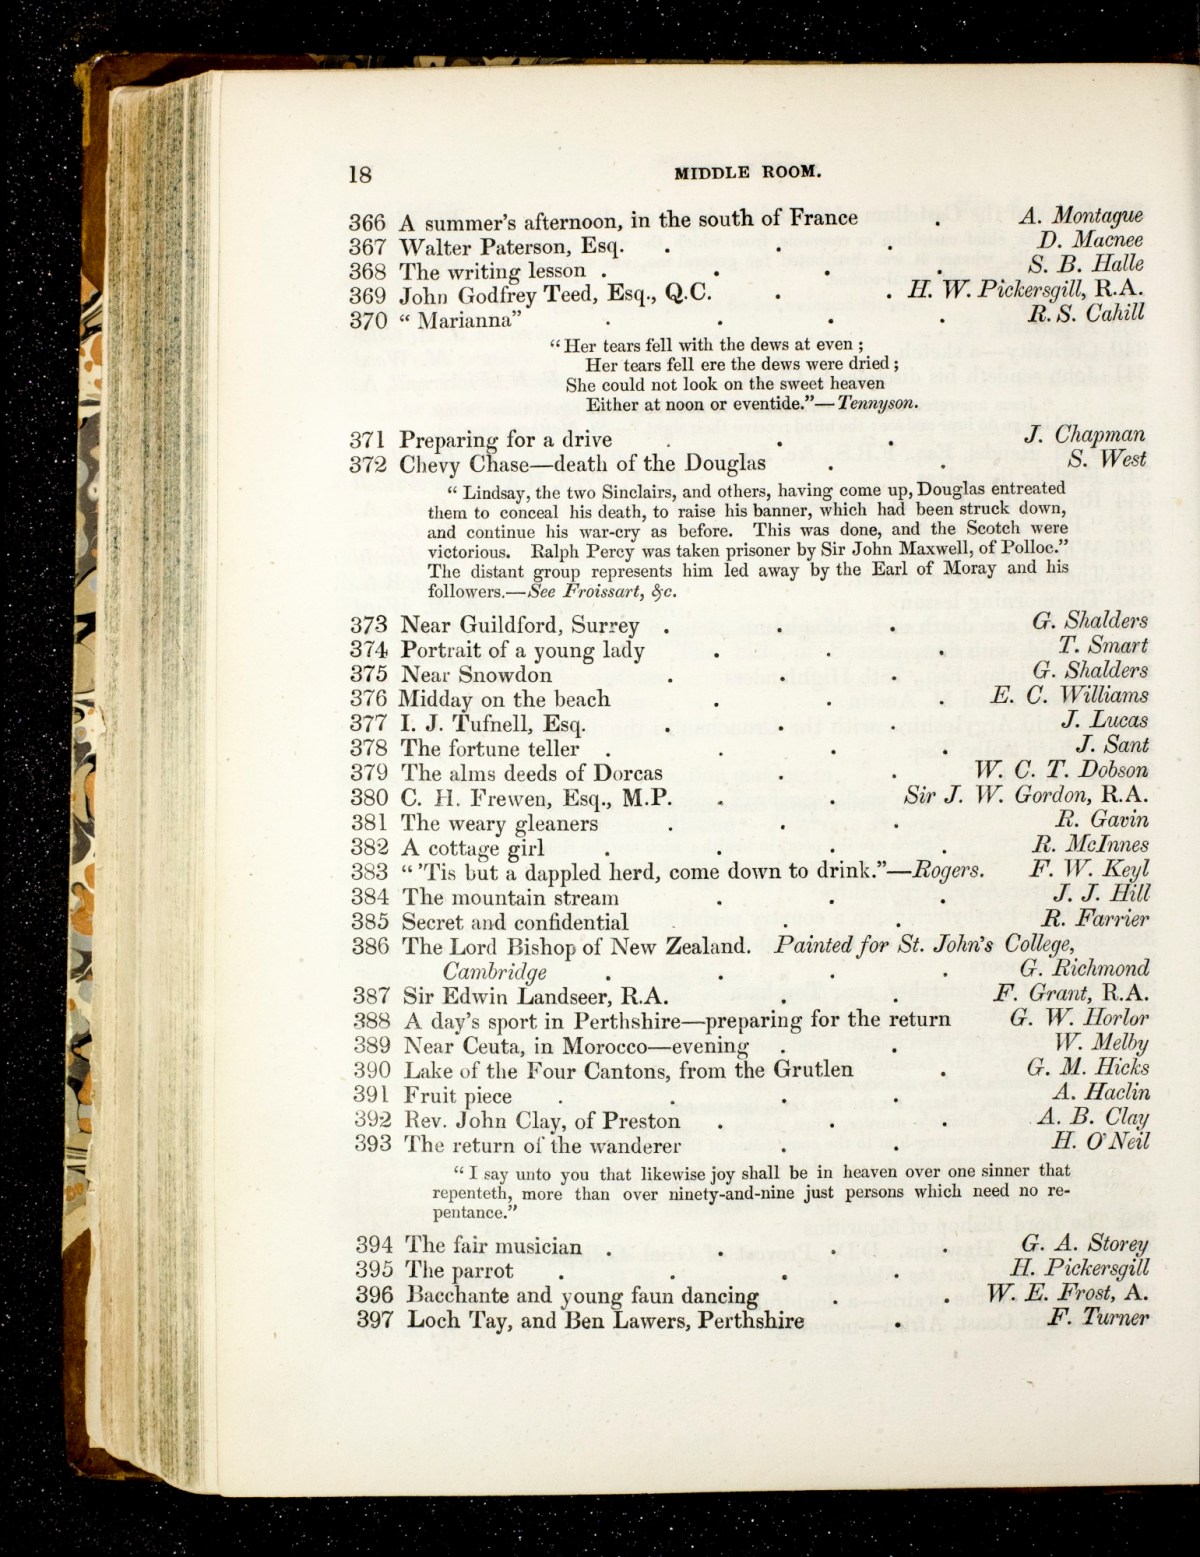 18 MIDDLE ROOM.
366 A summer's afternoon, in the south of France . A. Montague
367 Walter Paterson, Esq. . . . D. Macnee
368 The writing lesson . . . . S. B. Halle
369 John Godfrey Teed, Esq., Q.C. . . H. W. Pickersgill, R.A.
370 “ Marianna” . . . . R. S. Cahill
“ Her tears fell with the dews at even ;
Her tears fell ere the dews were dried ;
She could not look on the sweet heaven
Either at noon or eventide.”—Tennyson.
371 Preparing for a drive . . . J. Chapman
372 Chevy Chase—death of the Douglas . . S. West
“ Lindsay, the two Sinclairs, and others, having come up, Douglas entreated
them to conceal his death, to raise his banner, which had been struck down,
and continue his war-cry as before. This was done, and the Scotch were
victorious. Ralph Percy was taken prisoner by Sir John Maxwell, of Polloc.”
The distant group represents him led away by the Earl of Moray and his
followers.—See Froissart, &c.
373 Near Guildford, Surrey . . . G. Shalders
374 Portrait of a young lady . . . T. Smart
375 Near Snowdon . . . G. Shalders
376 Midday on the beach . . . E. C. Williams
377 I. J. Tufnell, Esq. . . . J. Lucas
378 The fortune teller . . . . J. Sant
379 The alms deeds of Dorcas . . W. C. T. Dobson
380 C. H. Frewen, Esq., M.P. . . Sir J. W. Gordon, R.A.
381 The weary gleaners . . . R. Gavin
382 A cottage girl . . . . R. McInnes
383 “ 'Tis but a dappled herd, come down to drink.”—Rogers. F. W. Keyl
384 The mountain stream . . . J. J. Hill
385 Secret and confidential . . . R. Farrier
386 The Lord Bishop of New Zealand. Painted for St. John's College,
Cambridge . . . . G. Richmond
387 Sir Edwin Landseer, R.A. . . F. Grant, R.A.
388 A day's sport in Perthshire—preparing for the return G. W. Horlor
389 Near Ceuta, in Morocco—evening . . W. Melby
390 Lake of the Four Cantons, from the Grutlen . G. M. Hicks
391 Fruit piece . . . . A. Haclin
392 Rev. John Clay, of Preston . . . A. B. Clay
393 The return of the wanderer . . H. O'Neil
“ I say unto you that likewise joy shall be in heaven over one sinner that
repenteth, more than over ninety-and-nine just persons which need no re-
pentance.”
394 The fair musician . . . . G. A. Storey
395 The parrot . . . . H. Pickersgill
396 Bacchante and young faun dancing . . W. E. Frost, A.
397 Loch Tay, and Ben Lawers, Perthshire . F. Turner